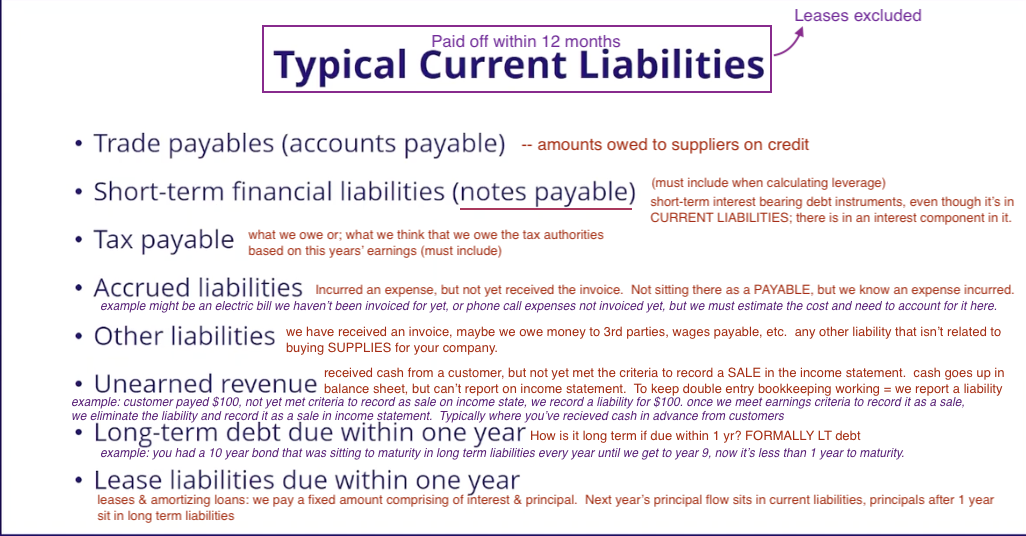 Leases excluded
Paid off within 12 months
Typical Current Liabilities
• Trade payables (accounts payable) -- amounts owed to suppliers on credit
• Short-term financial liabilities (notes payable)
(must include when calculating leverage)
short-term interest bearing debt instruments, even though it's in
CURRENT LIABILITIES; there is in an interest component in it.
• Tax payable
what we owe or; what we think that we owe the tax authorities
based on this years' earnings (must include)
• Accrued liabilities Incurred an expense, but not yet received the invoice. Not sitting there as a PAYABLE, but we know an expense incurred.
example might be an electric bill we haven't been invoiced for yet, or phone call expenses not invoiced yet, but we must estimate the cost and need to account for it here.
• Other liabilities
we have received an invoice, maybe we owe money to 3rd parties, wages payable, etc. any other liability that isn't related to
buying SUPPLIES for your company.
• Unearned revenue
received cash from a customer, but not yet met the criteria to record a SALE in the income statement. cash goes up in
balance sheet, but can't report on income statement. To keep double entry bookkeeping working = we report a liability
example: customer payed $100, not yet met criteria to record as sale on income state, we record a liability for $100. once we meet earnings criteria to record it as a sale,
we eliminate the liability and record it as a sale in income statement. Typically where you've recieved cash in advance from customers
• Long-term debt due within one year How is it long term if due within 1 yr? FORMALLY LT debt
example: you had a 10 year bond that was sitting to maturity in long term liabilities every year until we get to year 9, now it's less than 1 year to maturity.
• Lease liabilities due within one year
leases & amortizing loans: we pay a fixed amount comprising of interest & principal. Next year's principal flow sits in current liabilities, principals after 1 year
sit in long term liabilities